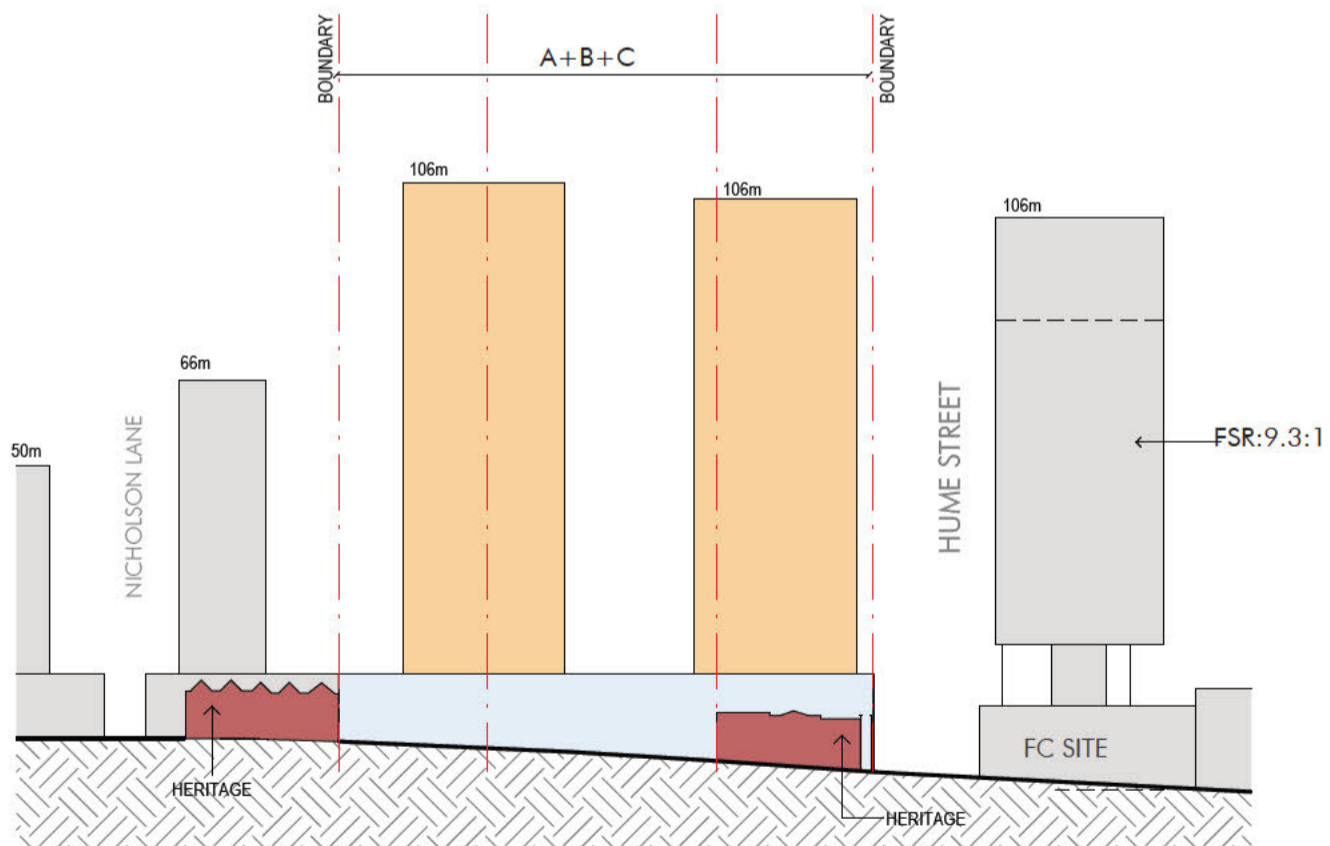 BOUNDARY
A+B+C
BOUNDARY
106m
106m
106m
66m
50m
NICHOLSON LANE
HUME STREET
FSR:9.3:1
FC SITE
HERITAGE
HERITAGE